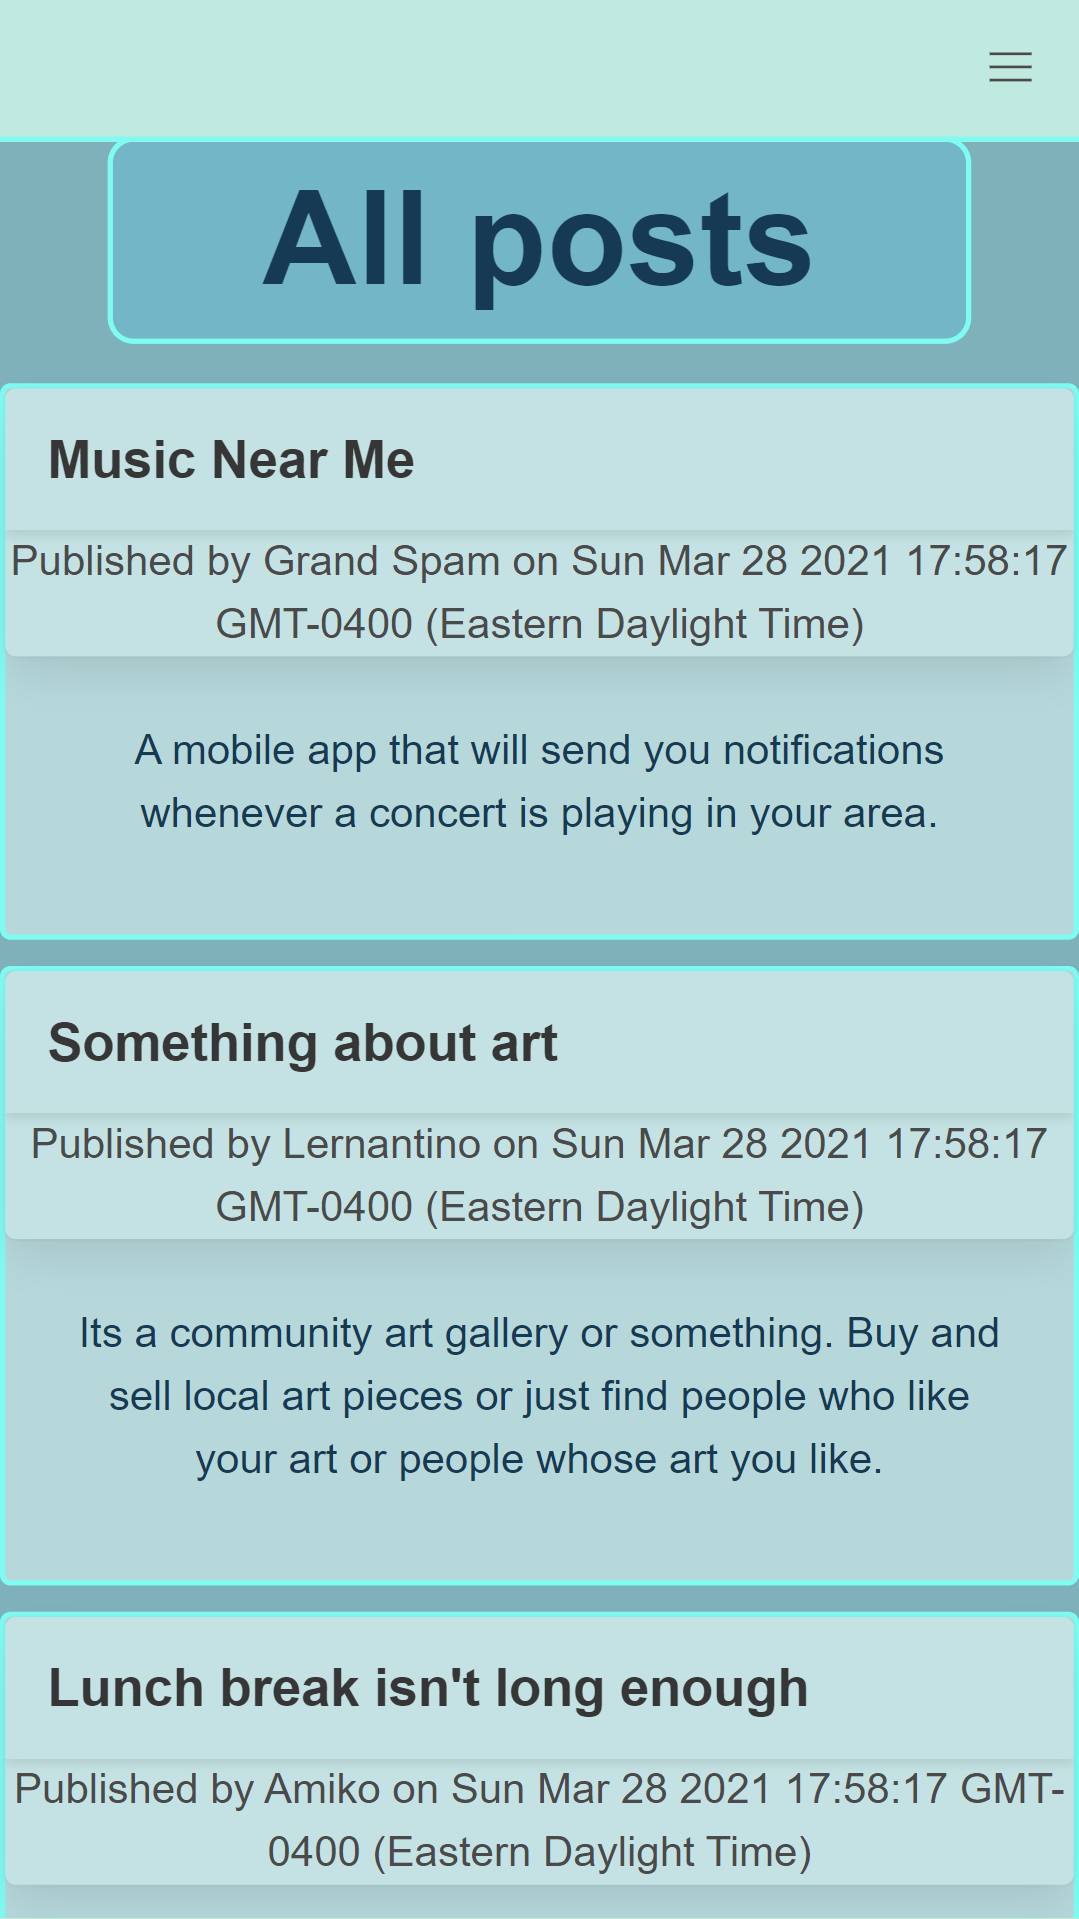 All posts
Music Near Me
Published by Grand Spam on Sun Mar 28 2021 17:58:17
GMT-0400 (Eastern Daylight Time)
A mobile app that will send you notifications
whenever a concert is playing in your area.
Something about art
Published by Lernantino on Sun Mar 28 2021 17:58:17
GMT-0400 (Eastern Daylight Time)
Its a community art gallery or something. Buy and
sell local art pieces or just find people who like
your art or people whose art you like.
Lunch break isn't long enough
Published by Amiko on Sun Mar 28 2021 17:58:17 GMT-
0400 (Eastern Daylight Time)